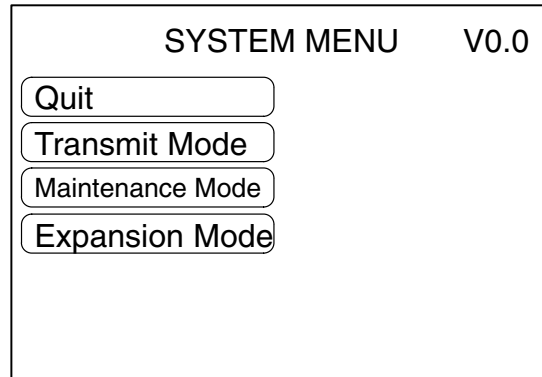 SYSTEM MENU V0.0
Quit
Transmit Mode
Maintenance Mode
Expansion Mode